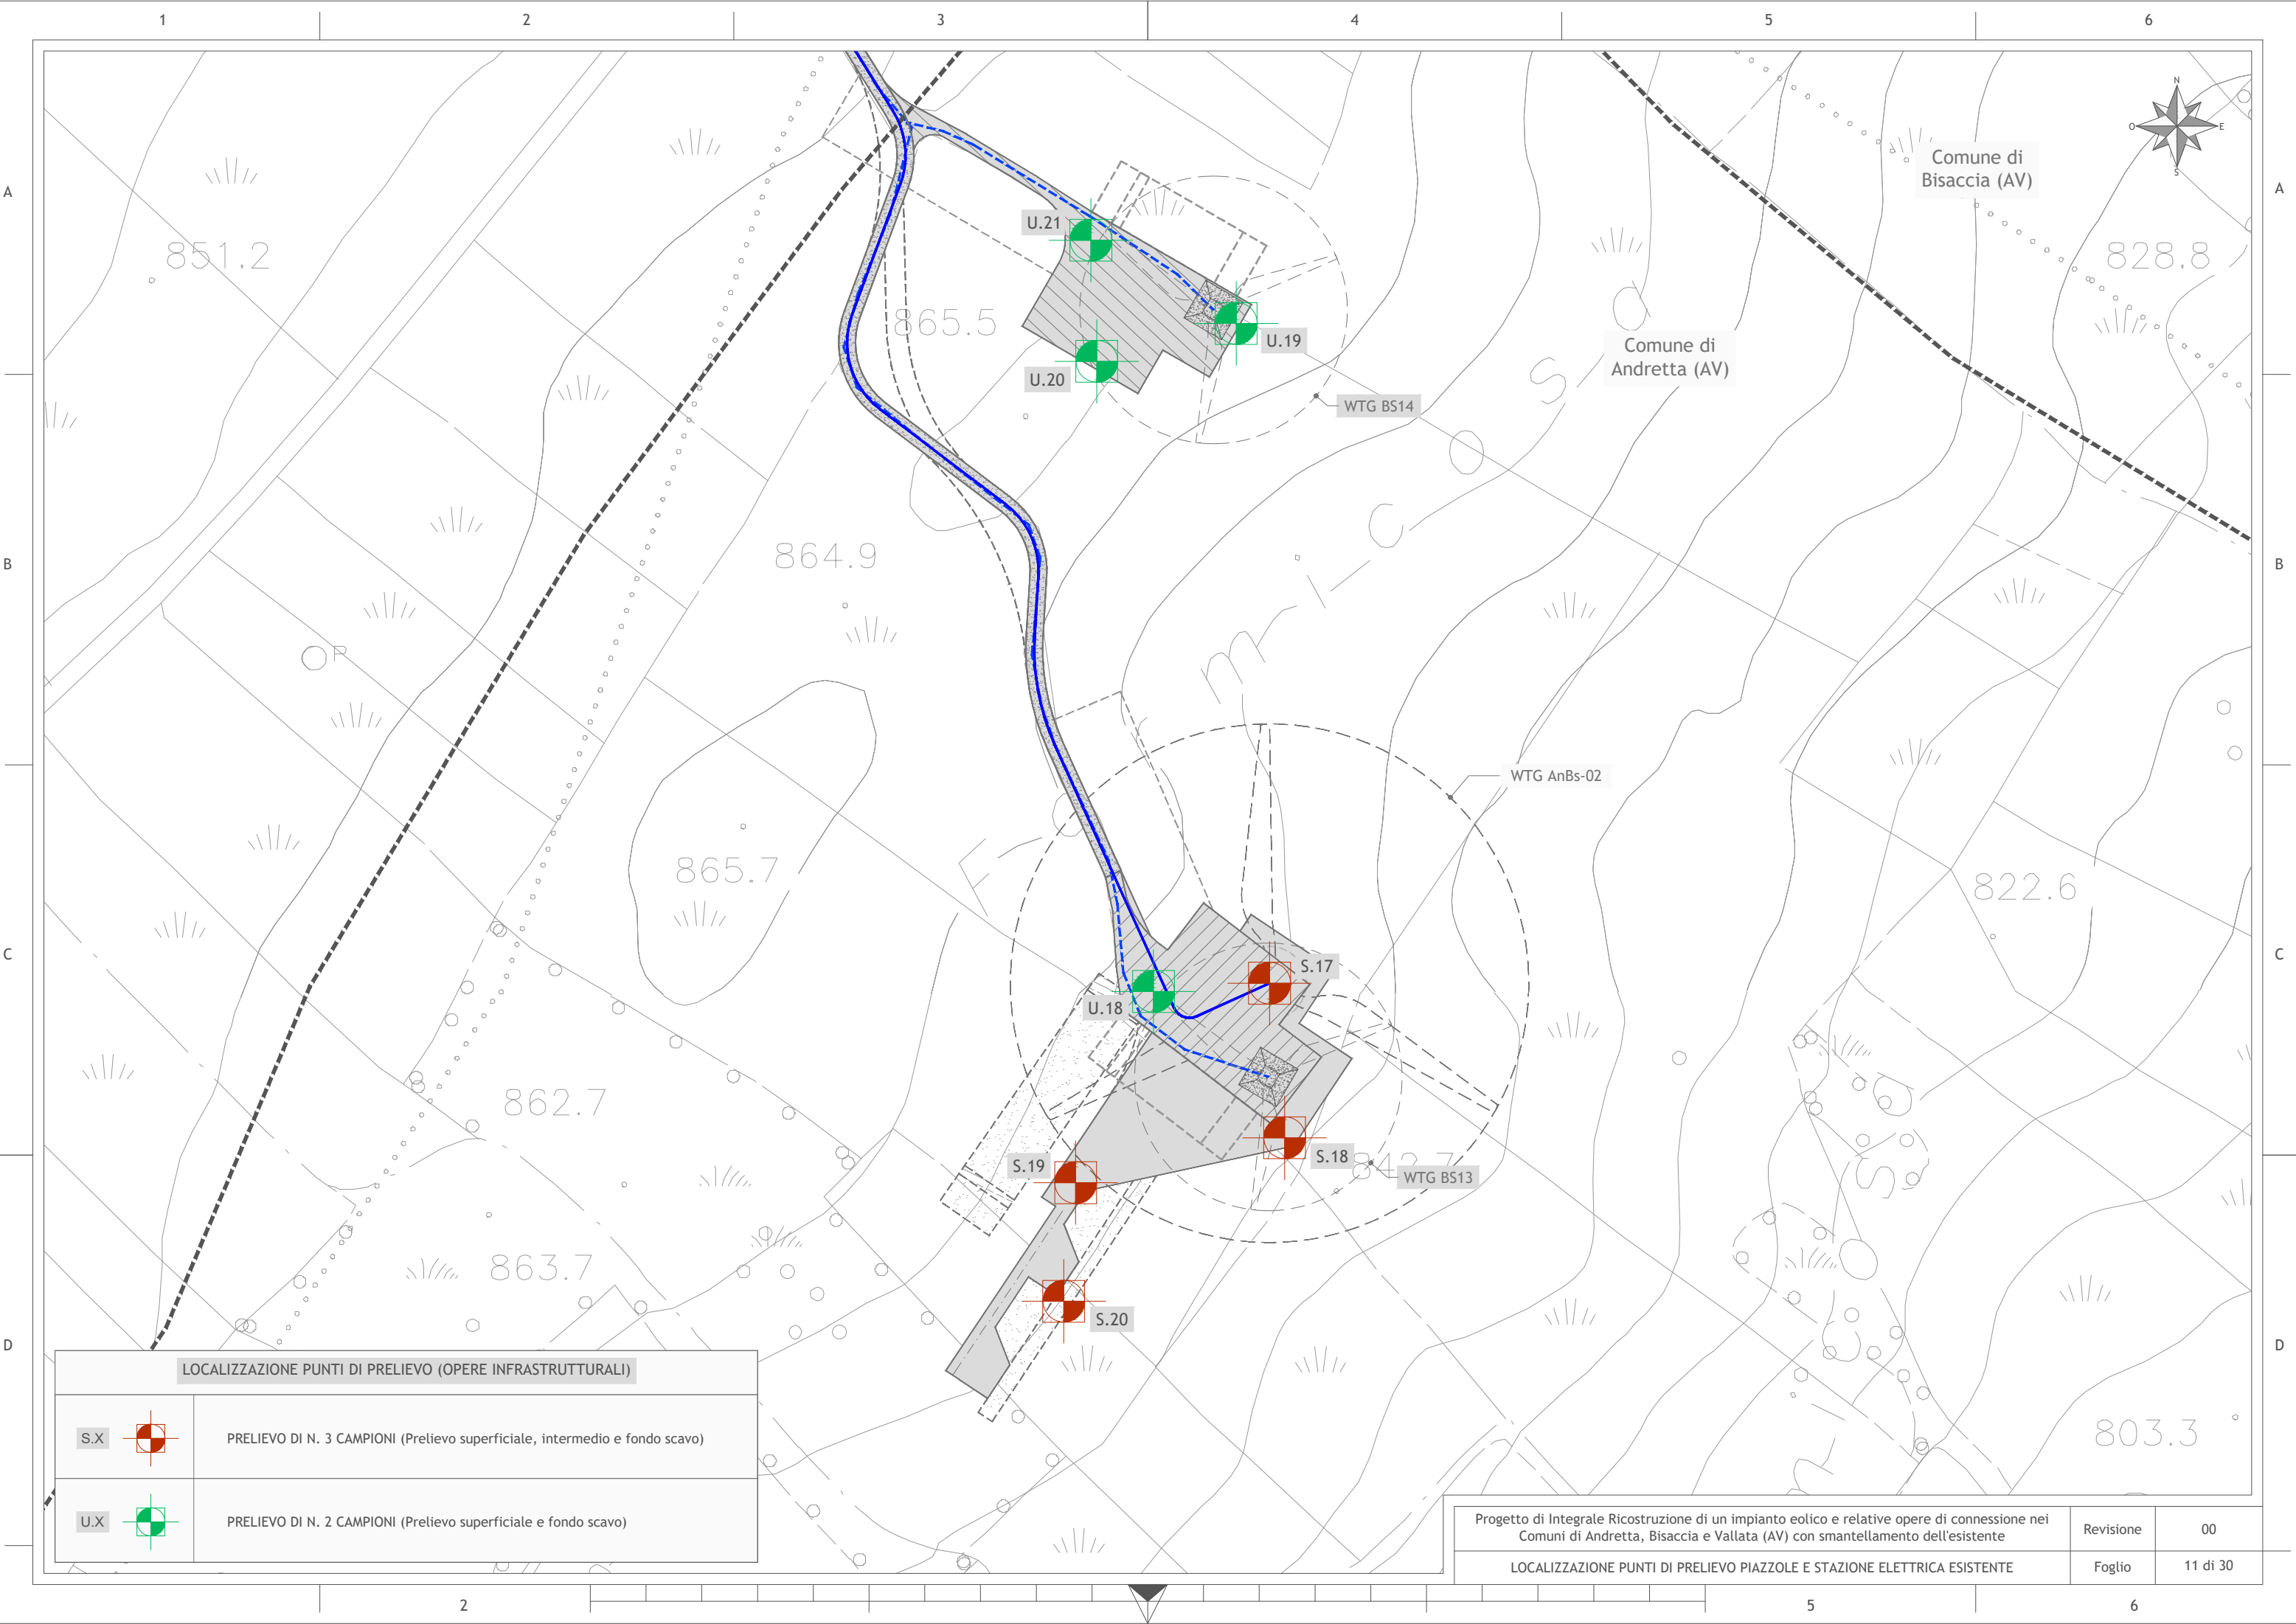 1 2 3 4 5 6
N
O E
S
Comune di
Bisaccia (AV)
A A
U.21
851.2
828.8
865.5
U.19
Comune di
Andretta (AV)
U.20
WTG BS14
B B
864.9
P
Formicoso
WTG AnBs-02
865.7
822.6
C C
S.17
U.18
862.7
S.19
S.18
842.7
WTG BS13
863.7
S.20
D D
LOCALIZZAZIONE PUNTI DI PRELIEVO (OPERE INFRASTRUTTURALI)
S.X PRELIEVO DI N. 3 CAMPIONI (Prelievo superficiale, intermedio e fondo scavo)
U.X PRELIEVO DI N. 2 CAMPIONI (Prelievo superficiale e fondo scavo)
803.3
Progetto di Integrale Ricostruzione di un impianto eolico e relative opere di connessione nei
Comuni di Andretta, Bisaccia e Vallata (AV) con smantellamento dell'esistente
Revisione 00
LOCALIZZAZIONE PUNTI DI PRELIEVO PIAZZOLE E STAZIONE ELETTRICA ESISTENTE
Foglio 11 di 30
2 5 6